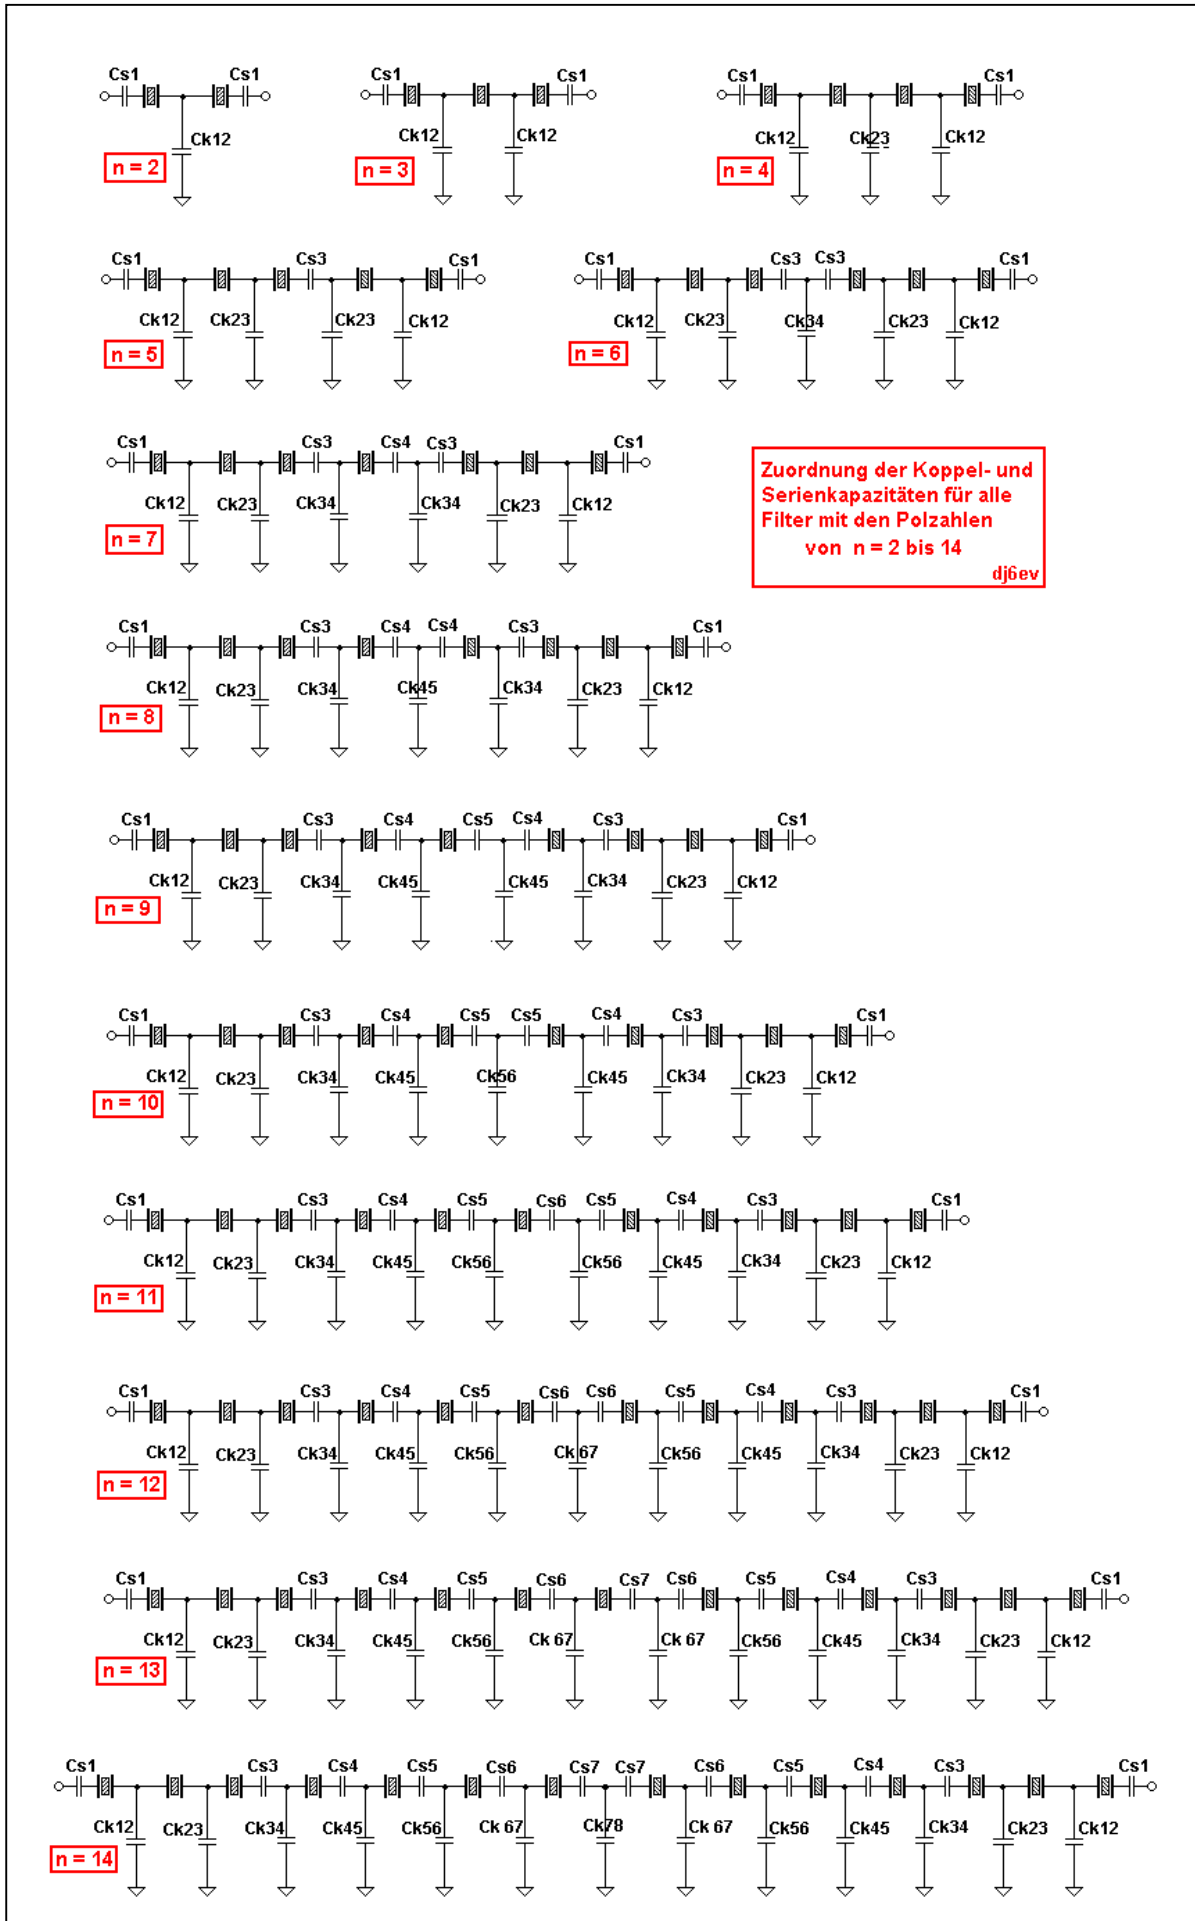 Cs1 Cs1 Cs1 Cs1 Cs1 Cs1
Ck12 Ck12 Ck12 Ck12 Ck23 Ck12
n = 2 n = 3 n = 4
Cs1 Cs3 Cs1 Cs1 Cs3 Cs3 Cs1
Ck12 Ck23 Ck23 Ck12 Ck12 Ck23 Ck34 Ck23 Ck12
n = 5 n = 6
Cs1 Cs3 Cs4 Cs3 Cs1
Ck12 Ck23 Ck34 Ck34 Ck23 Ck12
n = 7
Zuordnung der Koppel- und
Serienkapazitäten für alle
Filter mit den Polzahlen
von n = 2 bis 14
dj6ev
Cs1 Cs3 Cs4 Cs4 Cs3 Cs1
Ck12 Ck23 Ck34 Ck45 Ck34 Ck23 Ck12
n = 8
Cs1 Cs3 Cs4 Cs5 Cs4 Cs3 Cs1
Ck12 Ck23 Ck34 Ck45 Ck45 Ck34 Ck23 Ck12
n = 9
Cs1 Cs3 Cs4 Cs5 Cs5 Cs4 Cs3 Cs1
Ck12 Ck23 Ck34 Ck45 Ck56 Ck45 Ck34 Ck23 Ck12
n = 10
Cs1 Cs3 Cs4 Cs5 Cs6 Cs5 Cs4 Cs3 Cs1
Ck12 Ck23 Ck34 Ck45 Ck56 Ck56 Ck45 Ck34 Ck23 Ck12
n = 11
Cs1 Cs3 Cs4 Cs5 Cs6 Cs6 Cs5 Cs4 Cs3 Cs1
Ck12 Ck23 Ck34 Ck45 Ck56 Ck 67 Ck56 Ck45 Ck34 Ck23 Ck12
n = 12
Cs1 Cs3 Cs4 Cs5 Cs6 Cs7 Cs6 Cs5 Cs4 Cs3 Cs1
Ck12 Ck23 Ck34 Ck45 Ck56 Ck 67 Ck 67 Ck56 Ck45 Ck34 Ck23 Ck12
n = 13
Cs1 Cs3 Cs4 Cs5 Cs6 Cs7 Cs7 Cs6 Cs5 Cs4 Cs3 Cs1
Ck12 Ck23 Ck34 Ck45 Ck56 Ck 67 Ck78 Ck 67 Ck56 Ck45 Ck34 Ck23 Ck12
n = 14